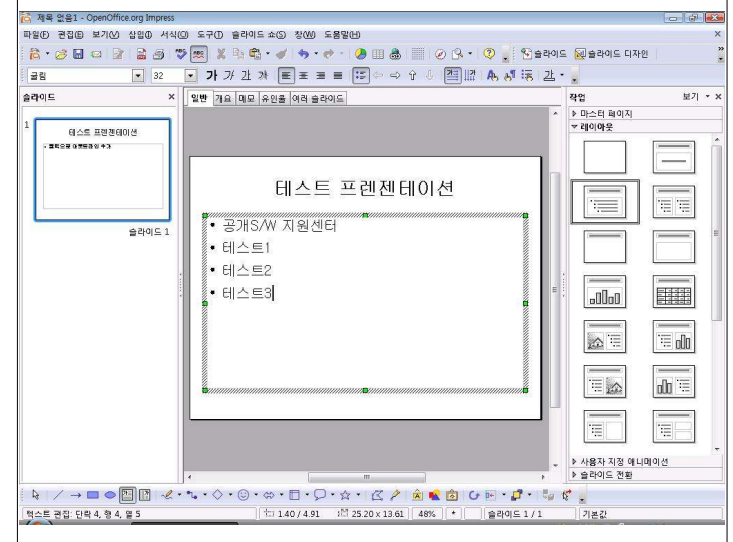 제목 없음1 - OpenOffice.org Impress
파일(F) 편집(E) 보기(V) 삽입(I) 서식(O) 도구(T) 슬라이드 쇼(S) 창(W) 도움말(H)
슬라이드 슬라이드 디자인
굴림 32 가 가 가 가
슬라이드
1
테스트 프렌젠테이션
슬라이드 1
일반 개요 메모 유인물 여러 슬라이드
테스트 프렌젠테이션
• 공개S/W 지원센터
• 테스트1
• 테스트2
• 테스트3
작업 보기
마스터 페이지
레이아웃
사용자 지정 애니메이션
슬라이드 전환
텍스트 편집: 단락 4, 행 4, 열 5 1.40 / 4.91 25.20 x 13.61 48% * 슬라이드 1 / 1 기본값